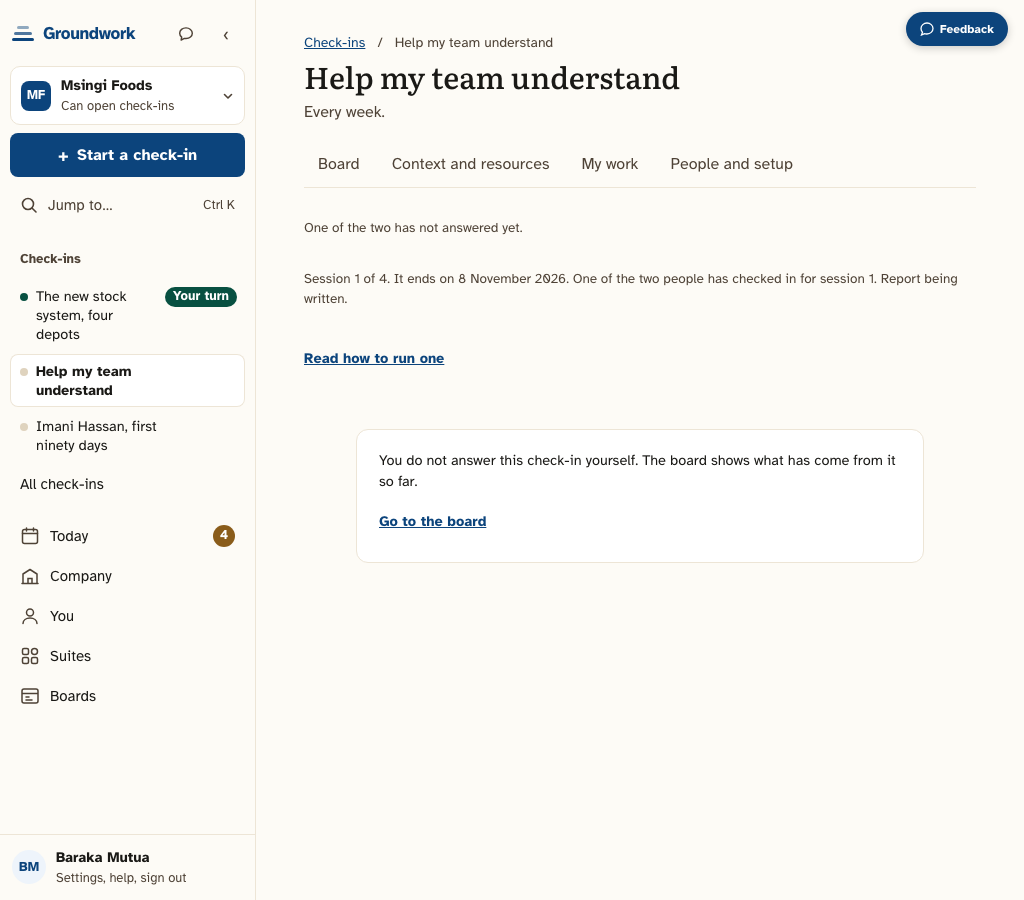 Groundwork
MF
Msingi Foods
Can open check-ins
+ Start a check-in
Jump to...
Ctrl K
Check-ins
The new stock
system, four
depots
Your turn
Help my team
understand
Imani Hassan, first
ninety days
All check-ins
Today
4
Company
You
Suites
Boards
BM
Baraka Mutua
Settings, help, sign out
Feedback
Check-ins / Help my team understand
Help my team understand
Every week.
Board
Context and resources
My work
People and setup
One of the two has not answered yet.
Session 1 of 4. It ends on 8 November 2026. One of the two people has checked in for session 1. Report being
written.
Read how to run one
You do not answer this check-in yourself. The board shows what has come from it
so far.
Go to the board